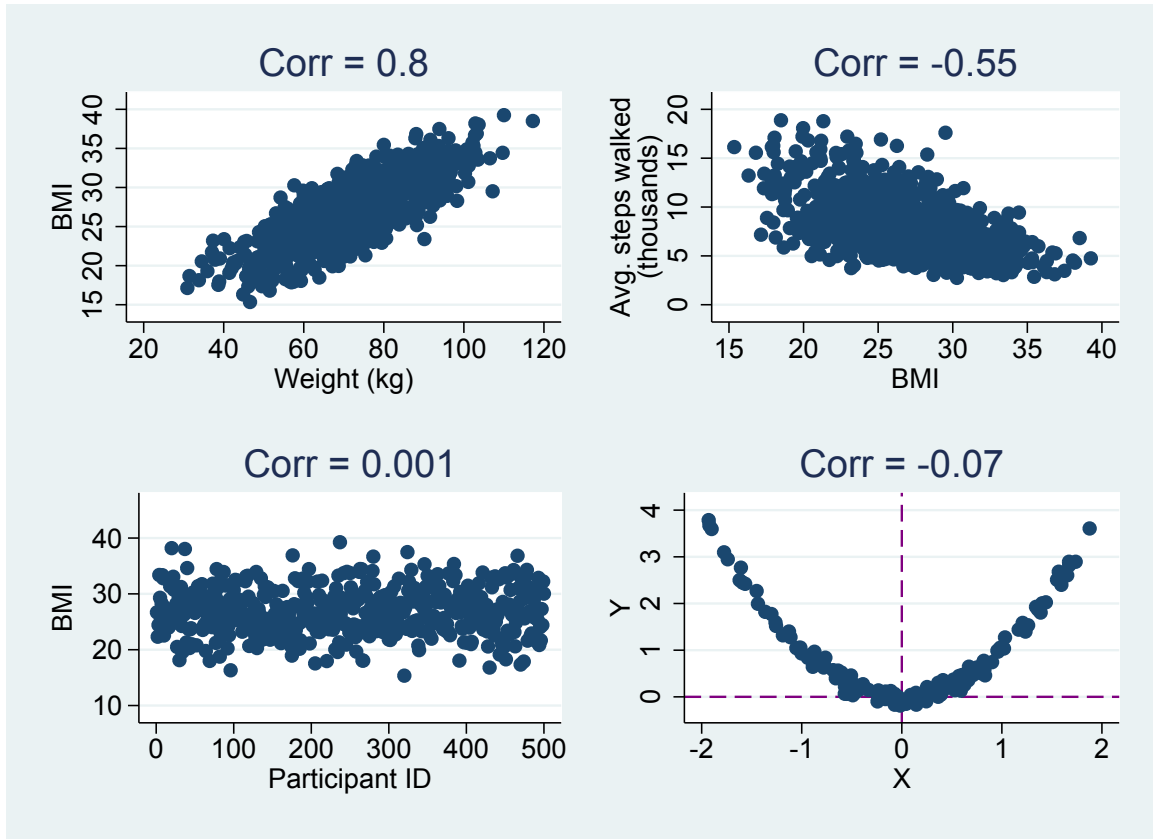 Corr = 0.8
BMI
40
35
30
25
20
15
20 40 60 80 100 120
Weight (kg)
Corr = -0.55
Avg. steps walked
(thousands)
20
15
10
5
0
15 20 25 30 35 40
BMI
Corr = 0.001
BMI
40
30
20
10
0 100 200 300 400 500
Participant ID
Corr = -0.07
Y
4
3
2
1
0
-2 -1 0 1 2
X